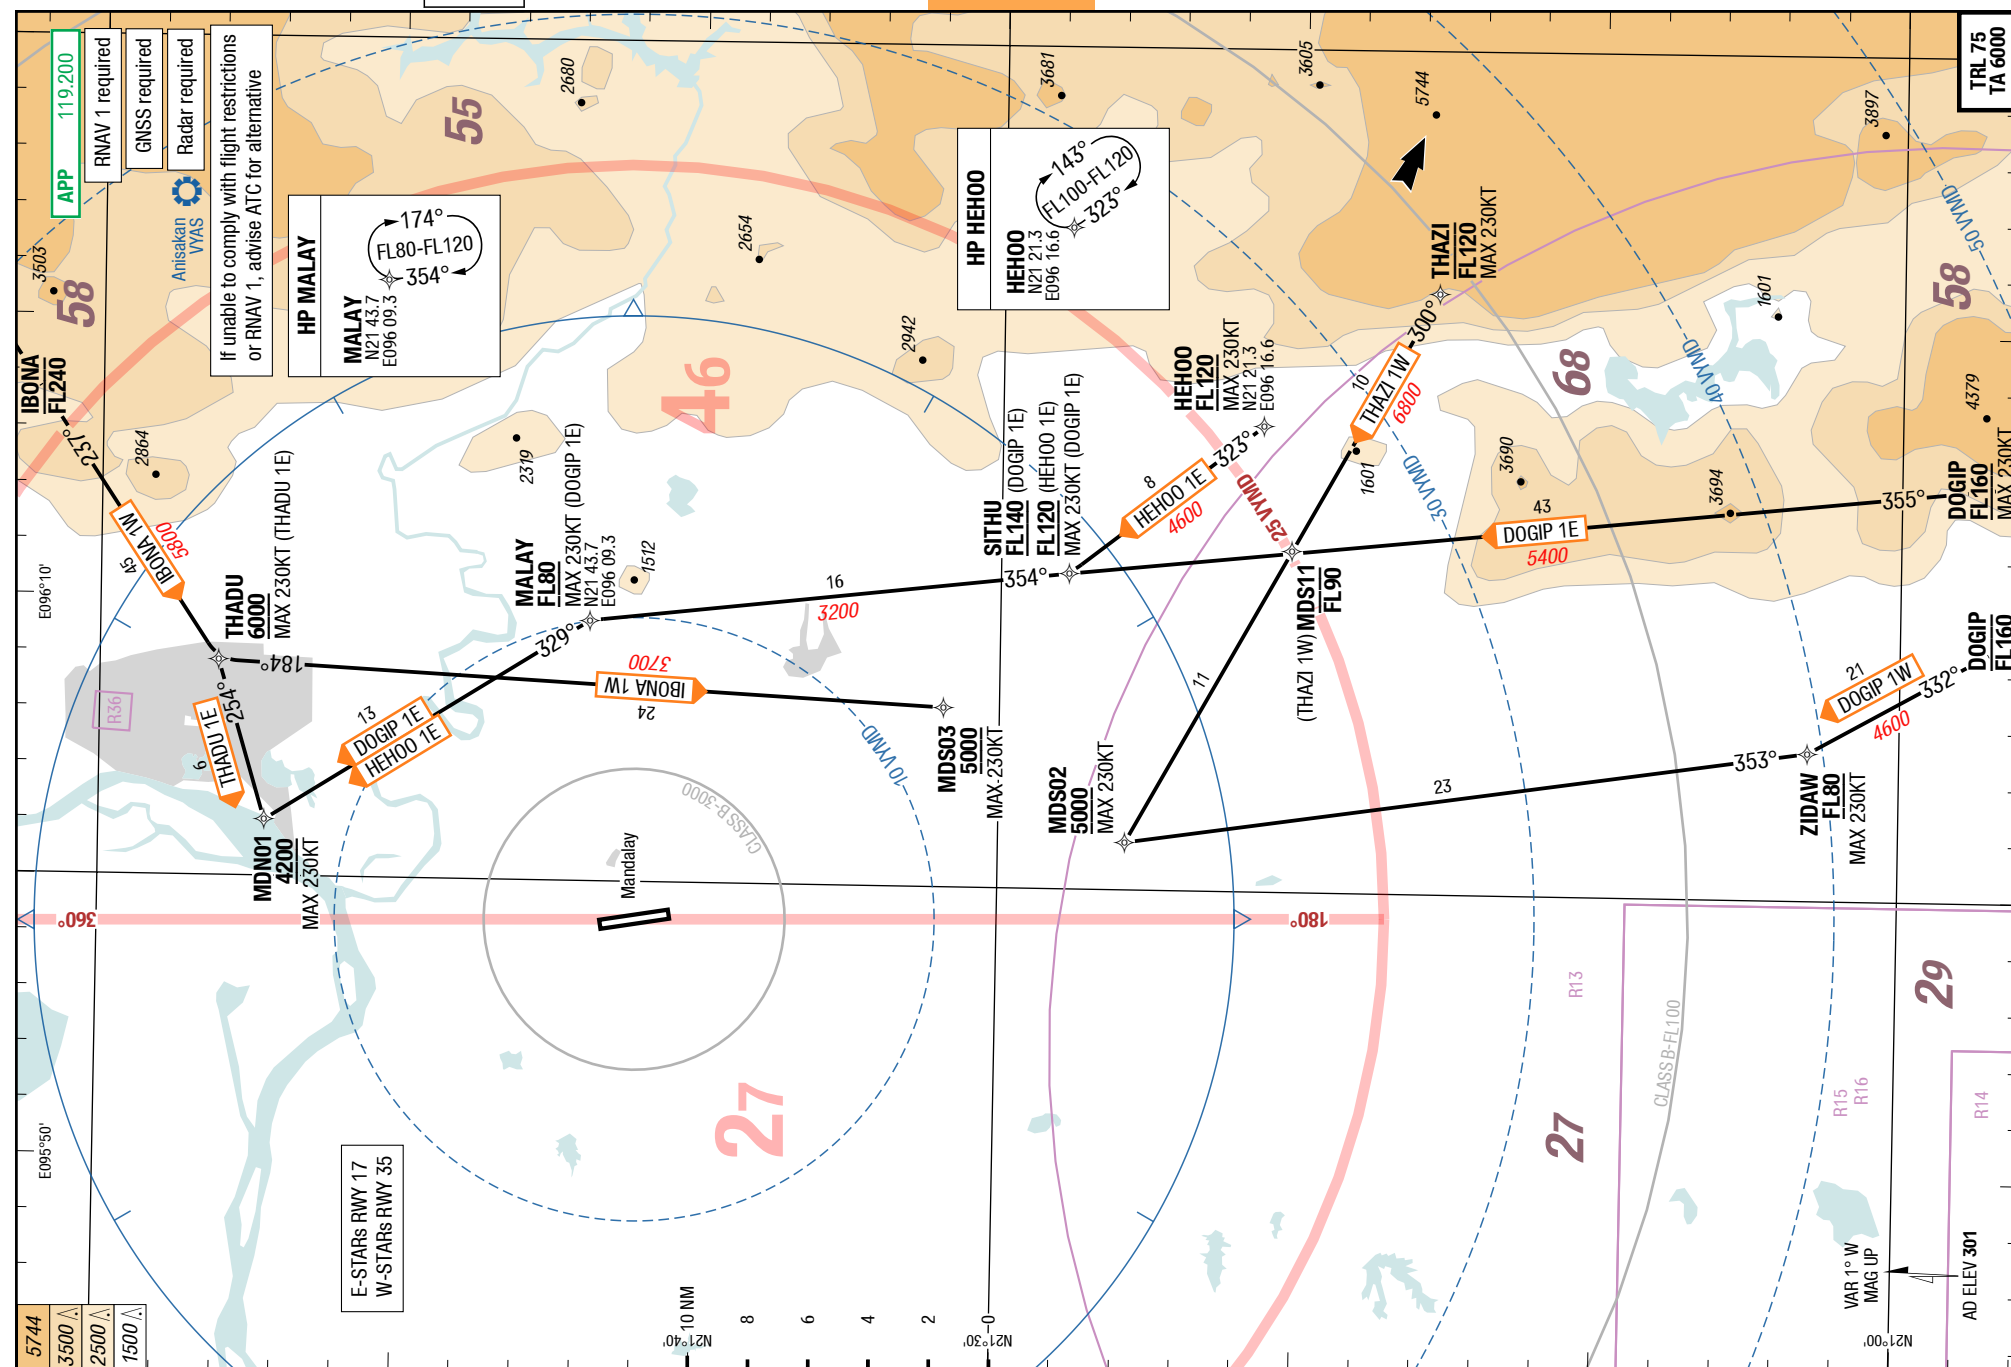 APP 119.200
RNAV 1 required
GNSS required
Radar required
If unable to comply with flight restrictions
or RNAV 1, advise ATC for alternative
Anisakan
VYAS
HP MALAY
MALAY
N21 43.7
E096 09.3
174°
FL80-FL120
354°
HP HEHOO
HEHOO
N21 21.3
E096 16.6
143°
FL100-FL120
323°
TRL 75
TA 6000
3503
58
55
2680
2654
2942
3681
3605
5744
3897
58
1601
4379
IBONA
FL240
237°
2864
45
IBONA 1W
5800
THADU
6000
MAX 230KT (THADU 1E)
184°
254°
6
THADU 1E
R36
MDN01
4200
MAX 230KT
13
DOGIP 1E
HEHOO 1E
329°
2319
46
MALAY
FL80
MAX 230KT (DOGIP 1E)
N21 43.7
E096 09.3
1512
3700
IBONA 1W
24
16
3200
10 VYMD
MDS03
5000
MAX 230KT
354°
SITHU
FL140 (DOGIP 1E)
FL120 (HEHOO 1E)
MAX 230KT (DOGIP 1E)
8
HEHOO 1E
4600
323°
HEHOO
FL120
MAX 230KT
N21 21.3
E096 16.6
25 VYMD
THAZI
FL120
MAX 230KT
300°
10
THAZI 1W
6800
1601
30 VYMD
68
40 VYMD
50 VYMD
3690
3694
43
DOGIP 1E
5400
355°
DOGIP
FL160
MAX 230KT
(THAZI 1W) MDS11
FL90
11
MDS02
5000
MAX 230KT
23
353°
ZIDAW
FL80
MAX 230KT
21
DOGIP 1W
4600
332°
DOGIP
FL160
CLASS B-3000
Mandalay
360°
180°
27
R13
29
CLASS B-FL100
R15
R16
R14
27
E096°10'
E095°50'
E-STARs RWY 17
W-STARs RWY 35
5744
3500
2500
1500
10 NM
8
6
4
2
0
N21°40'
N21°30'
N21°00'
VAR 1° W
MAG UP
AD ELEV 301